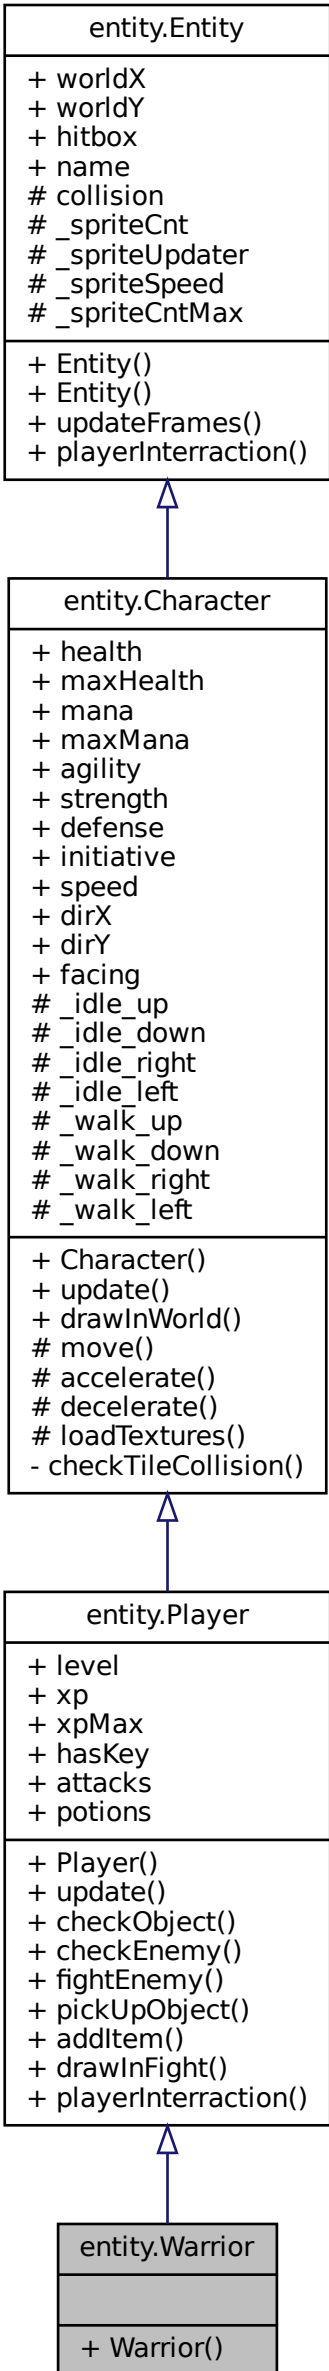 entity.Entity
+ worldX
+ worldY
+ hitbox
+ name
# collision
# _spriteCnt
# _spriteUpdater
# _spriteSpeed
# _spriteCntMax
+ Entity()
+ Entity()
+ updateFrames()
+ playerInterraction()
entity.Character
+ health
+ maxHealth
+ mana
+ maxMana
+ agility
+ strength
+ defense
+ initiative
+ speed
+ dirX
+ dirY
+ facing
# _idle_up
# _idle_down
# _idle_right
# _idle_left
# _walk_up
# _walk_down
# _walk_right
# _walk_left
+ Character()
+ update()
+ drawInWorld()
# move()
# accelerate()
# decelerate()
# loadTextures()
- checkTileCollision()
entity.Player
+ level
+ xp
+ xpMax
+ hasKey
+ attacks
+ potions
+ Player()
+ update()
+ checkObject()
+ checkEnemy()
+ fightEnemy()
+ pickUpObject()
+ addItem()
+ drawInFight()
+ playerInterraction()
entity.Warrior
+ Warrior()